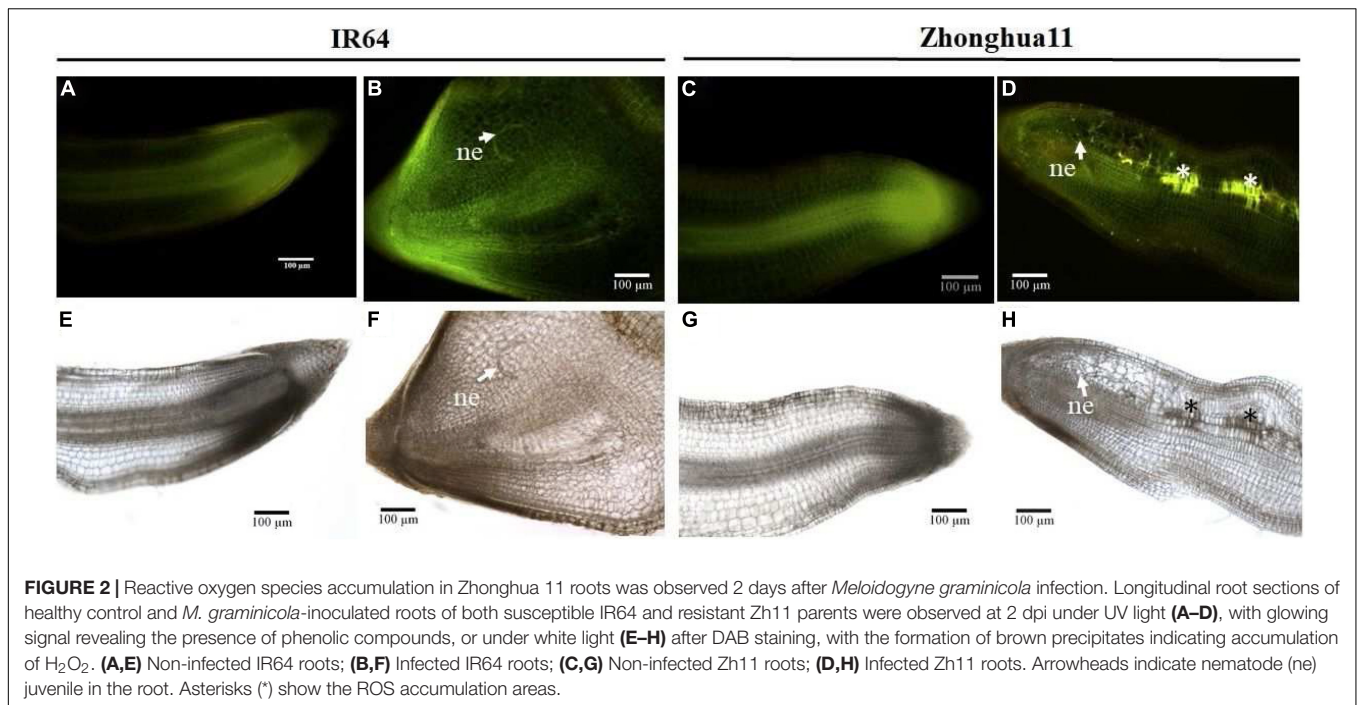 IR64
Zhonghua11
A
B
C
D
ne
ne
*
*
100 µm
100 µm
100 µm
100 µm
E
F
G
H
ne
ne
*
*
100 µm
100 µm
100 µm
100 µm
FIGURE 2 | Reactive oxygen species accumulation in Zhonghua 11 roots was observed 2 days after Meloidogyne graminicola infection. Longitudinal root sections of
healthy control and M. graminicola-inoculated roots of both susceptible IR64 and resistant Zh11 parents were observed at 2 dpi under UV light (A–D), with glowing
signal revealing the presence of phenolic compounds, or under white light (E–H) after DAB staining, with the formation of brown precipitates indicating accumulation
of H₂O₂. (A,E) Non-infected IR64 roots; (B,F) Infected IR64 roots; (C,G) Non-infected Zh11 roots; (D,H) Infected Zh11 roots. Arrowheads indicate nematode (ne)
juvenile in the root. Asterisks (*) show the ROS accumulation areas.